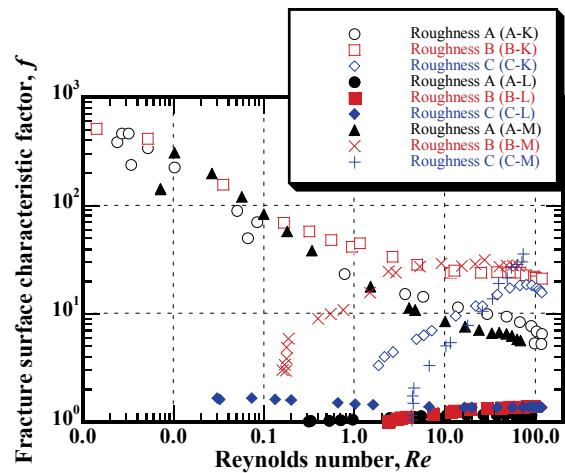 Roughness A (A-K)
Roughness B (B-K)
Roughness C (C-K)
Roughness A (A-L)
Roughness B (B-L)
Roughness C (C-L)
Roughness A (A-M)
Roughness B (B-M)
Roughness C (C-M)
Fracture surface characteristic factor, f
10³
10²
10¹
10⁰
0.0 0.0 0.1 1.0 10.0 100.0
Reynolds number, Re